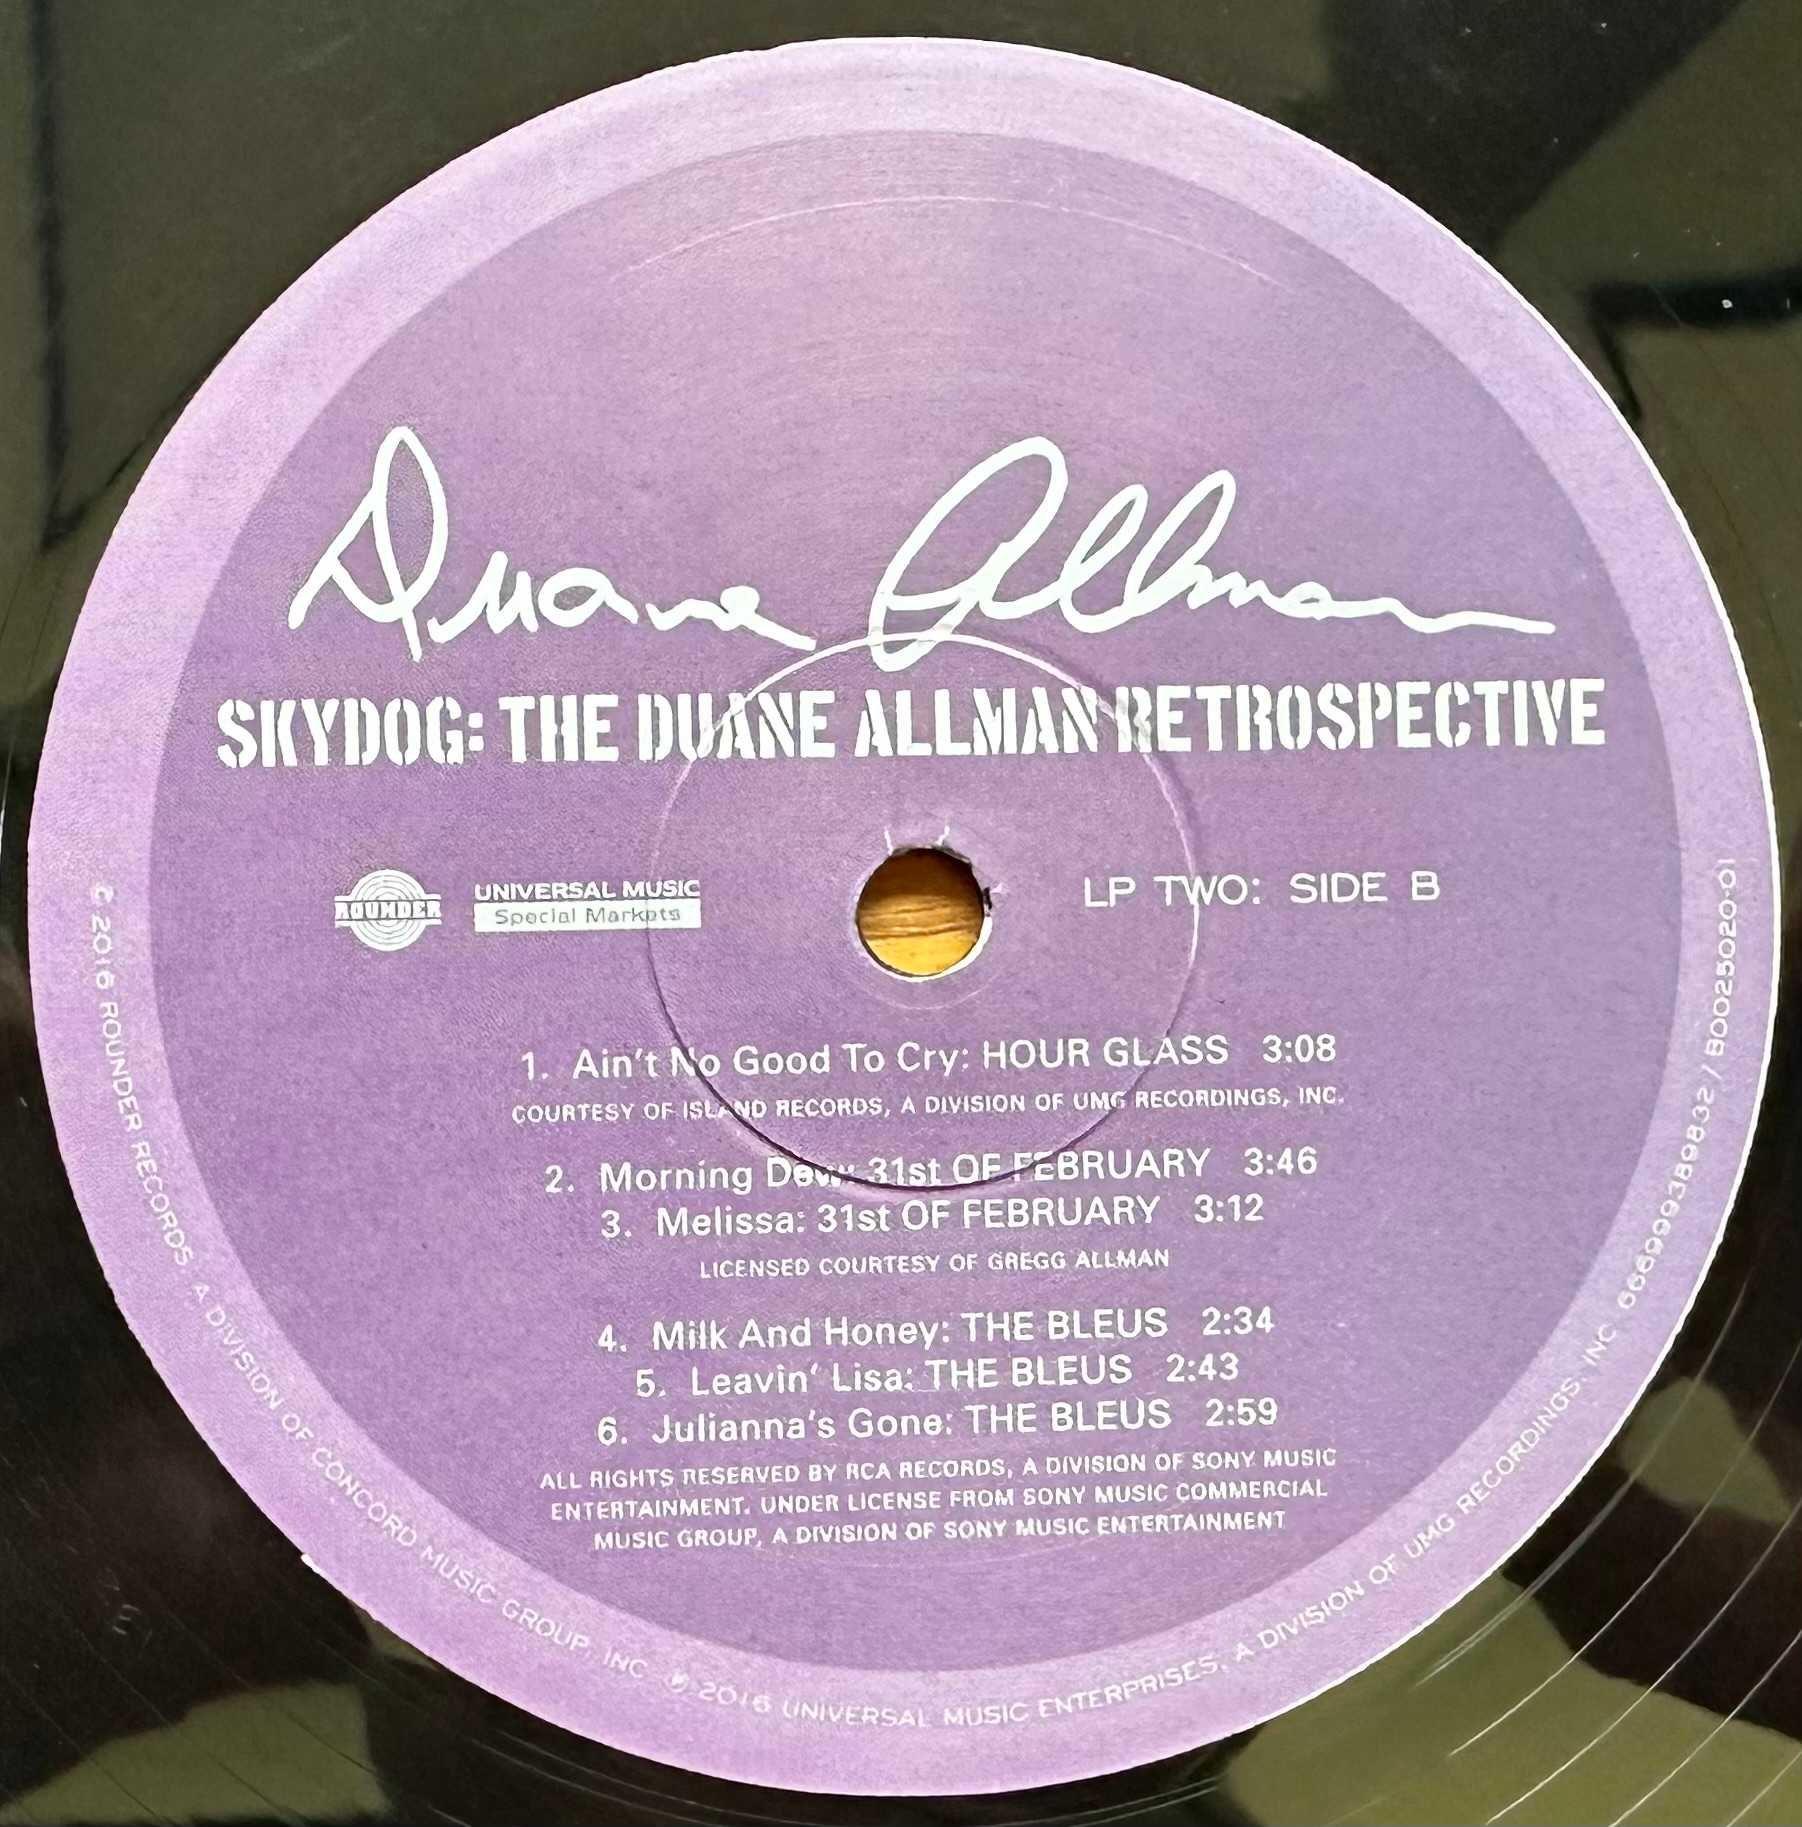 Duane Allman
SKYDOG: THE DUANE ALLMAN RETROSPECTIVE
ROUNDER
UNIVERSAL MUSIC
Special Markets
LP TWO: SIDE B
1. Ain't No Good To Cry: HOUR GLASS 3:08
COURTESY OF ISLAND RECORDS, A DIVISION OF UMG RECORDINGS, INC.
2. Morning Dew: 31st OF FEBRUARY 3:46
3. Melissa: 31st OF FEBRUARY 3:12
LICENSED COURTESY OF GREGG ALLMAN
4. Milk And Honey: THE BLEUS 2:34
5. Leavin' Lisa: THE BLEUS 2:43
6. Julianna's Gone: THE BLEUS 2:59
ALL RIGHTS RESERVED BY RCA RECORDS, A DIVISION OF SONY MUSIC
ENTERTAINMENT. UNDER LICENSE FROM SONY MUSIC COMMERCIAL
MUSIC GROUP, A DIVISION OF SONY MUSIC ENTERTAINMENT
© 2016 ROUNDER RECORDS. A DIVISION OF CONCORD MUSIC GROUP, INC ℗ 2016 UNIVERSAL MUSIC ENTERPRISES, A DIVISION OF UMG RECORDINGS, INC 666999389832 / B0025020-01